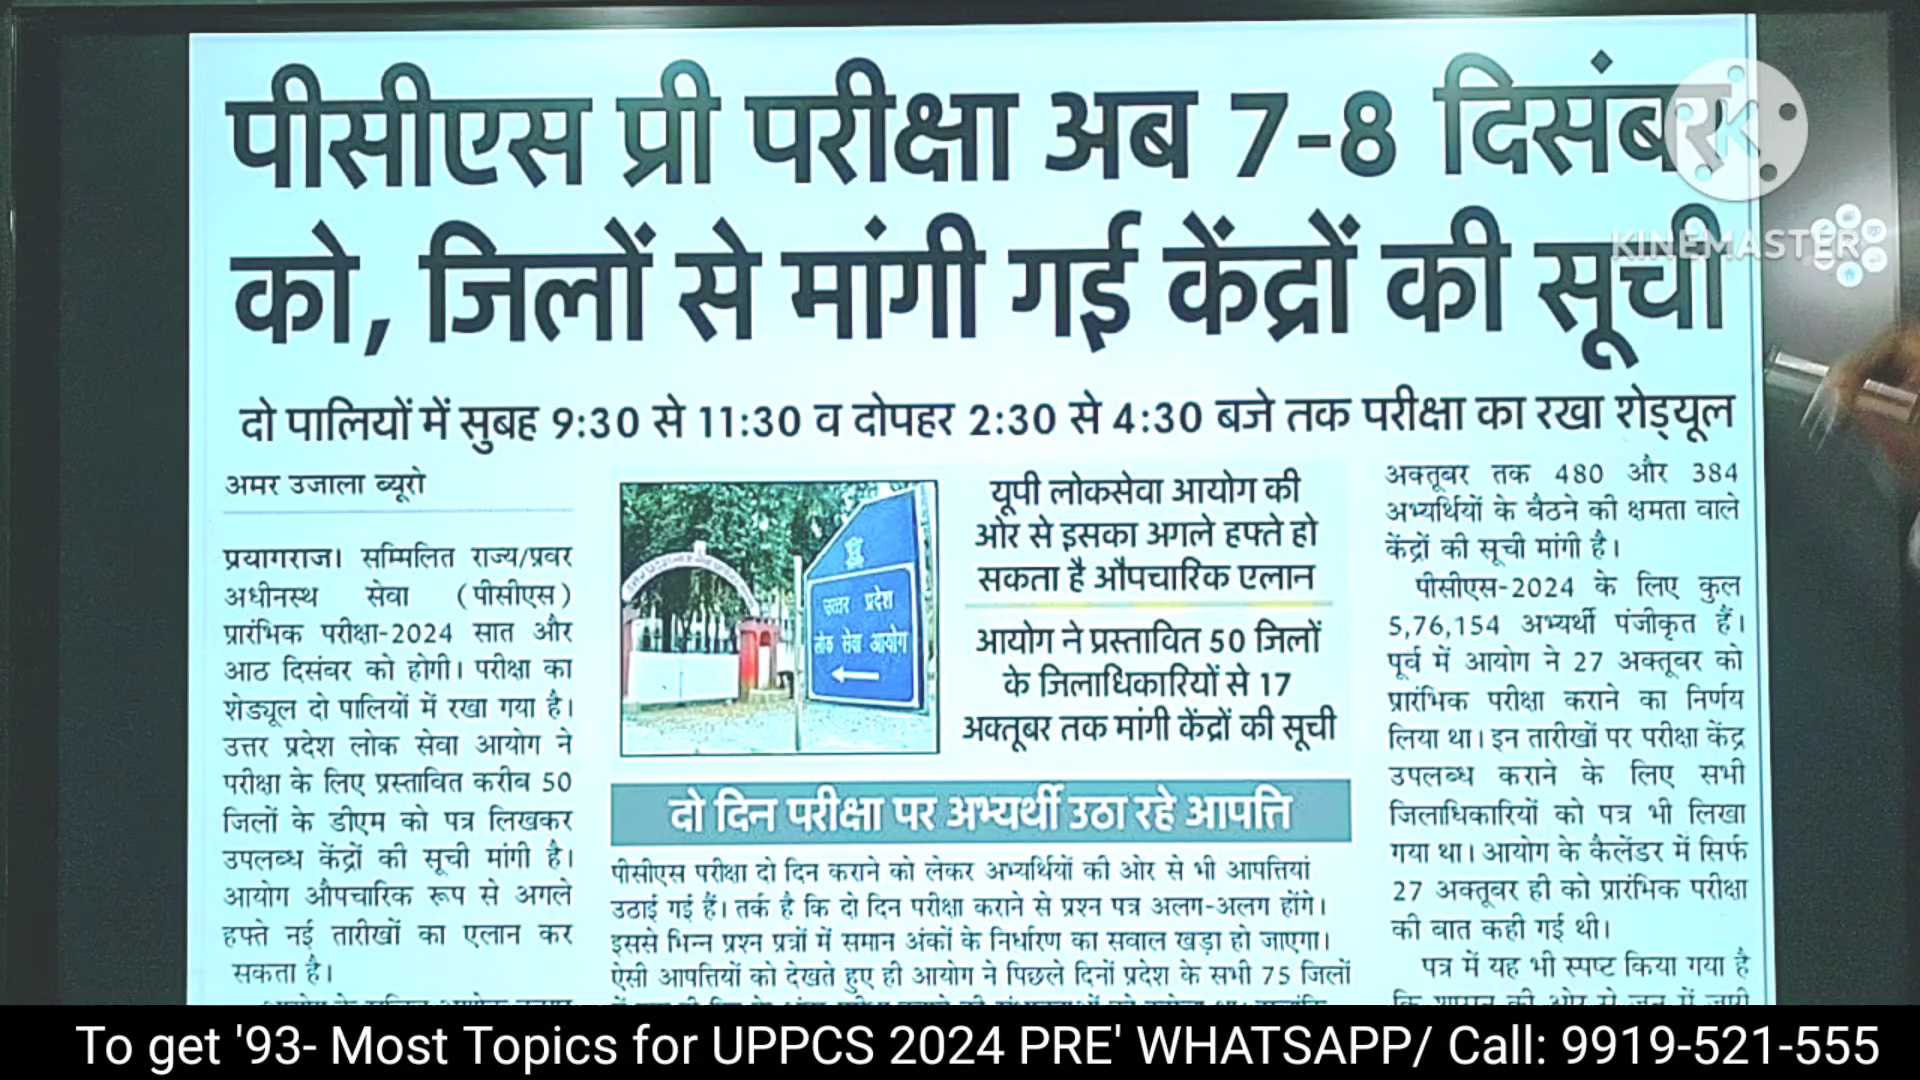 पीसीएस प्री परीक्षा अब 7-8 दिसंबर
को, जिलों से मांगी गई केंद्रों की सूची
KINEMASTER
दो पालियों में सुबह 9:30 से 11:30 व दोपहर 2:30 से 4:30 बजे तक परीक्षा का रखा शेड्यूल
अमर उजाला ब्यूरो
प्रयागराज। सम्मिलित राज्य/प्रवर
अधीनस्थ सेवा (पीसीएस)
प्रारंभिक परीक्षा-2024 सात और
आठ दिसंबर को होगी। परीक्षा का
शेड्यूल दो पालियों में रखा गया है।
उत्तर प्रदेश लोक सेवा आयोग ने
परीक्षा के लिए प्रस्तावित करीब 50
जिलों के डीएम को पत्र लिखकर
उपलब्ध केंद्रों की सूची मांगी है।
आयोग औपचारिक रूप से अगले
हफ्ते नई तारीखों का एलान कर
सकता है।
उत्तर प्रदेश
लोक सेवा आयोग
यूपी लोकसेवा आयोग की
ओर से इसका अगले हफ्ते हो
सकता है औपचारिक एलान
आयोग ने प्रस्तावित 50 जिलों
के जिलाधिकारियों से 17
अक्तूबर तक मांगी केंद्रों की सूची
दो दिन परीक्षा पर अभ्यर्थी उठा रहे आपत्ति
पीसीएस परीक्षा दो दिन कराने को लेकर अभ्यर्थियों की ओर से भी आपत्तियां
उठाई गई हैं। तर्क है कि दो दिन परीक्षा कराने से प्रश्न पत्र अलग-अलग होंगे।
इससे भिन्न प्रश्न प्रत्रों में समान अंकों के निर्धारण का सवाल खड़ा हो जाएगा।
ऐसी आपत्तियों को देखते हुए ही आयोग ने पिछले दिनों प्रदेश के सभी 75 जिलों
अक्तूबर तक 480 और 384
अभ्यर्थियों के बैठने की क्षमता वाले
केंद्रों की सूची मांगी है।
पीसीएस-2024 के लिए कुल
5,76,154 अभ्यर्थी पंजीकृत हैं।
पूर्व में आयोग ने 27 अक्तूबर को
प्रारंभिक परीक्षा कराने का निर्णय
लिया था। इन तारीखों पर परीक्षा केंद्र
उपलब्ध कराने के लिए सभी
जिलाधिकारियों को पत्र भी लिखा
गया था। आयोग के कैलेंडर में सिर्फ
27 अक्तूबर ही को प्रारंभिक परीक्षा
की बात कही गई थी।
पत्र में यह भी स्पष्ट किया गया है
To get '93- Most Topics for UPPCS 2024 PRE' WHATSAPP/ Call: 9919-521-555